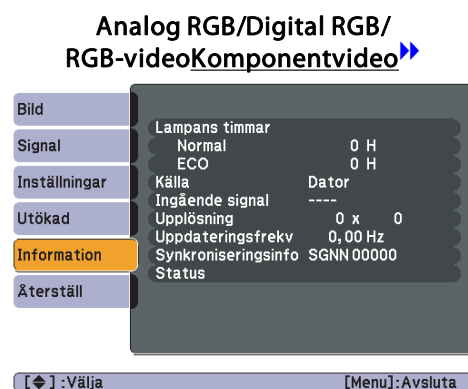 Analog RGB/Digital RGB/
RGB-videoKomponentvideo
Bild
Signal
Inställningar
Utökad
Information
Återställ
Lampans timmar
Normal 0 H
ECO 0 H
Källa Dator
Ingående signal ----
Upplösning 0 x 0
Uppdateringsfrekv 0,00 Hz
Synkroniseringsinfo SGNN 00000
Status
[◆] :Välja [Menu]:Avsluta